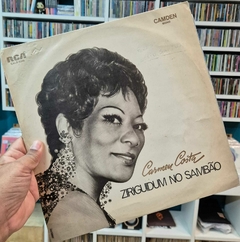 RCA
CAMDEN
Carmen Costa
ZIRIGUIDUM NO SAMBÃO